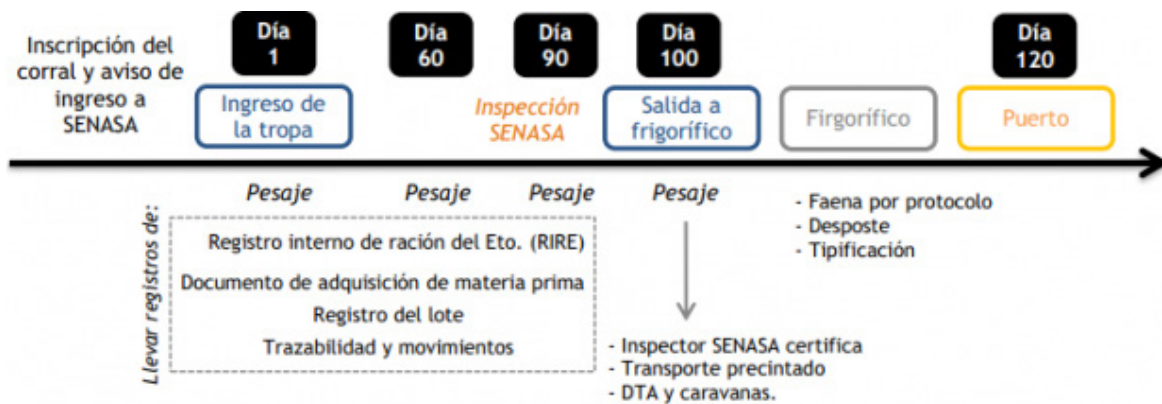 Inscripción del
corral y aviso de
ingreso a
SENASA
Día
1
Día
60
Día
90
Día
100
Día
120
Ingreso de
la tropa
Inspección
SENASA
Salida a
frigorífico
Firgorífico
Puerto
Pesaje
Pesaje
Pesaje
Pesaje
Llevar registros de:
Registro interno de ración del Eto. (RIRE)
Documento de adquisición de materia prima
Registro del lote
Trazabilidad y movimientos
- Inspector SENASA certifica
- Transporte precintado
- DTA y caravanas.
- Faena por protocolo
- Desposte
- Tipificación